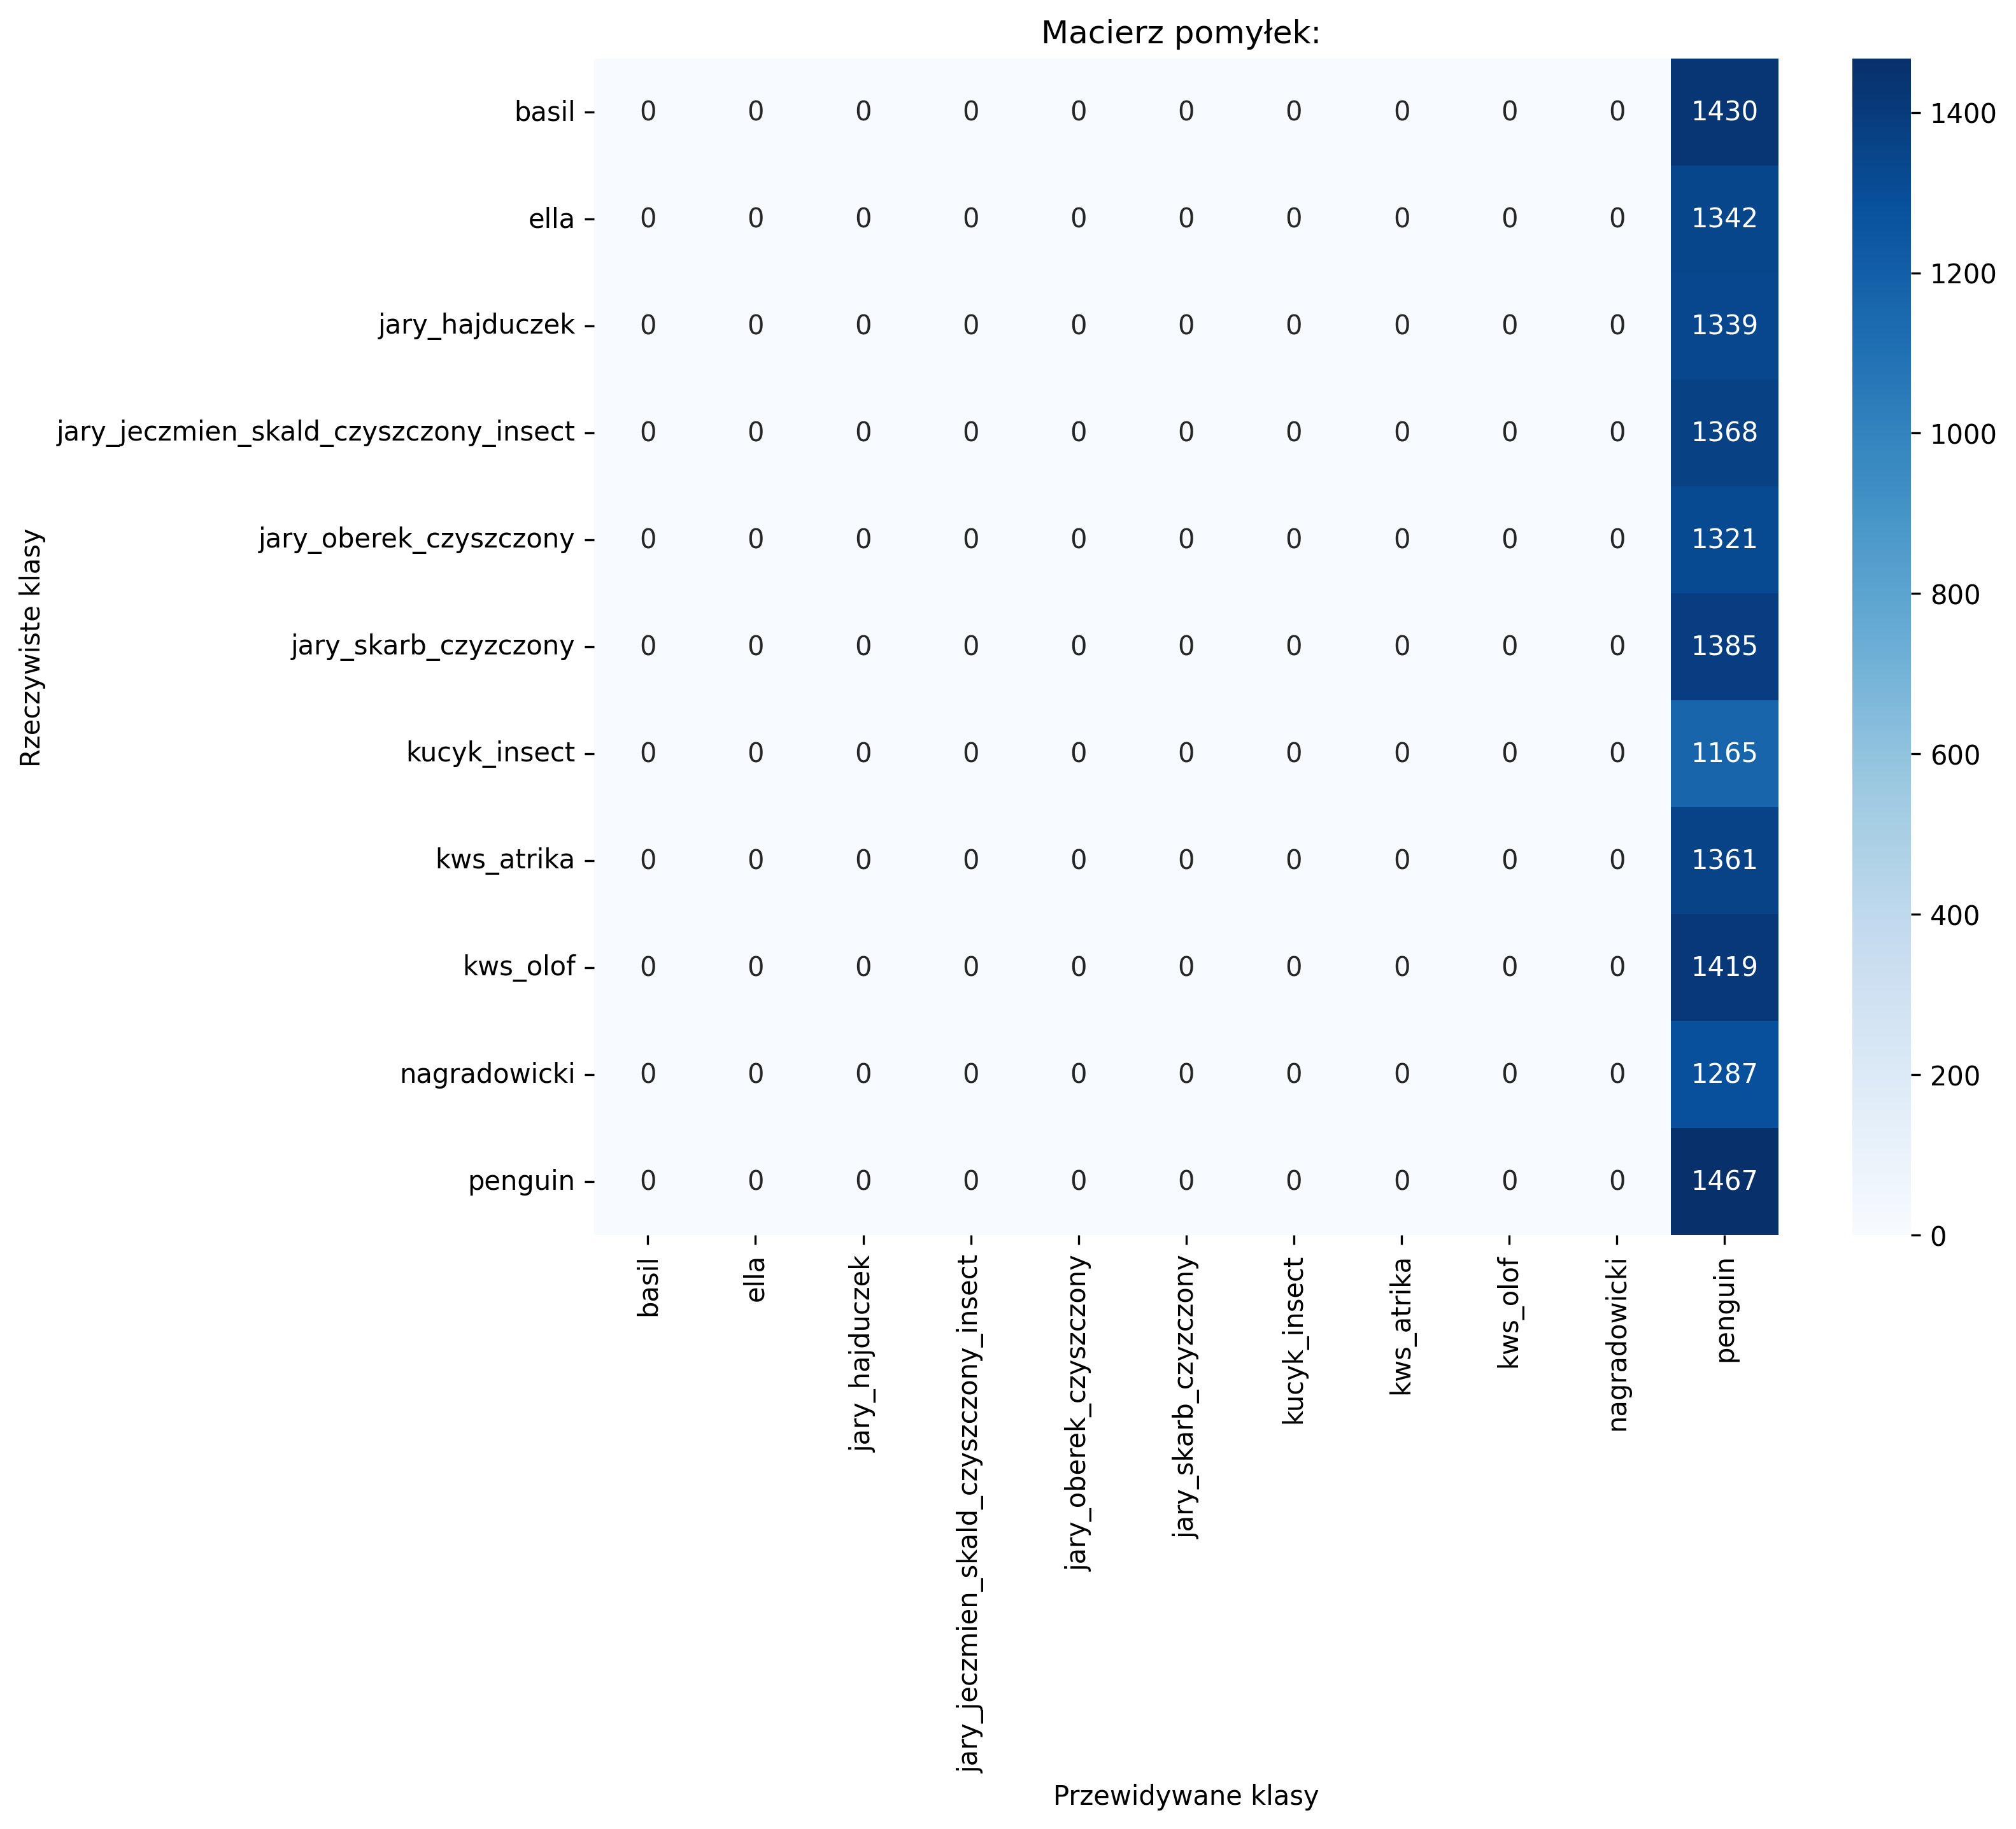 Macierz pomyłek:
basil 0 0 0 0 0 0 0 0 0 0 1430
ella 0 0 0 0 0 0 0 0 0 0 1342
jary_hajduczek 0 0 0 0 0 0 0 0 0 0 1339
jary_jeczmien_skald_czyszczony_insect 0 0 0 0 0 0 0 0 0 0 1368
jary_oberek_czyszczony 0 0 0 0 0 0 0 0 0 0 1321
jary_skarb_czyzczony 0 0 0 0 0 0 0 0 0 0 1385
kucyk_insect 0 0 0 0 0 0 0 0 0 0 1165
kws_atrika 0 0 0 0 0 0 0 0 0 0 1361
kws_olof 0 0 0 0 0 0 0 0 0 0 1419
nagradowicki 0 0 0 0 0 0 0 0 0 0 1287
penguin 0 0 0 0 0 0 0 0 0 0 1467
Rzeczywiste klasy
basil
ella
jary_hajduczek
jary_jeczmien_skald_czyszczony_insect
jary_oberek_czyszczony
jary_skarb_czyzczony
kucyk_insect
kws_atrika
kws_olof
nagradowicki
penguin
Przewidywane klasy
1400
1200
1000
800
600
400
200
0